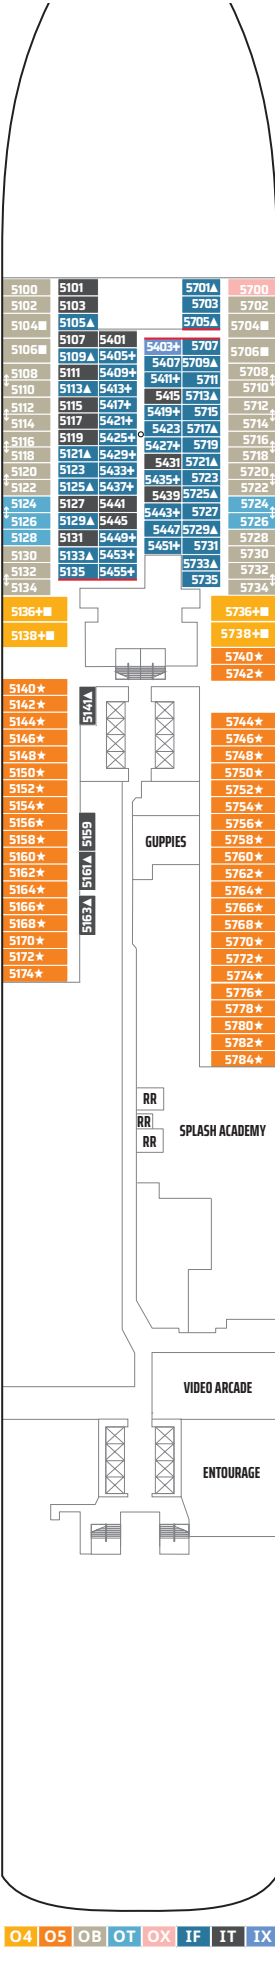 5100 5101 5701▲ 5700
5102 5103 5703 5702
5104■ 5105▲ 5705▲ 5704■
5107 5401
5106■ 5109▲ 5405+ 5403+ 5707 5706■
5407 5709▲
5108 5111 5409+ 5411+ 5711 5708
5110 5113▲ 5413+ 5415 5713▲ 5710
5112 5115 5417+ 5419+ 5715 5712
5114 5117 5421+ 5423 5717▲ 5714
5116 5119 5425+ 5427+ 5719 5716
5118 5121▲ 5429+ 5431 5721▲ 5718
5120 5123 5433+ 5435+ 5723 5720
5122 5125▲ 5437+ 5439 5725▲ 5722
5124 5127 5441 5443+ 5727 5724
5126 5129▲ 5445 5447 5729▲ 5726
5128 5131 5449+ 5451+ 5731 5728
5130 5133▲ 5453+ 5733▲ 5730
5132 5135 5455+ 5735 5732
5134 5734
5136+■ 5736+■
5138+■ 5738+■
5740★
5742★
5140★ 5141▲
5142★
5144★ 5744★
5146★ 5746★
5148★ 5748★
5150★ 5750★
5152★ 5752★
5154★ 5754★
5156★ 5159 5756★
5158★ GUPPIES 5758★
5160★ 5161▲ 5760★
5162★ 5762★
5164★ 5163▲ 5764★
5166★ 5766★
5168★ 5768★
5170★ 5770★
5172★ 5772★
5174★ 5774★
5776★
5778★
5780★
5782★
5784★
RR
RR
RR SPLASH ACADEMY
VIDEO ARCADE
ENTOURAGE
O4 O5 OB OT OX IF IT IX